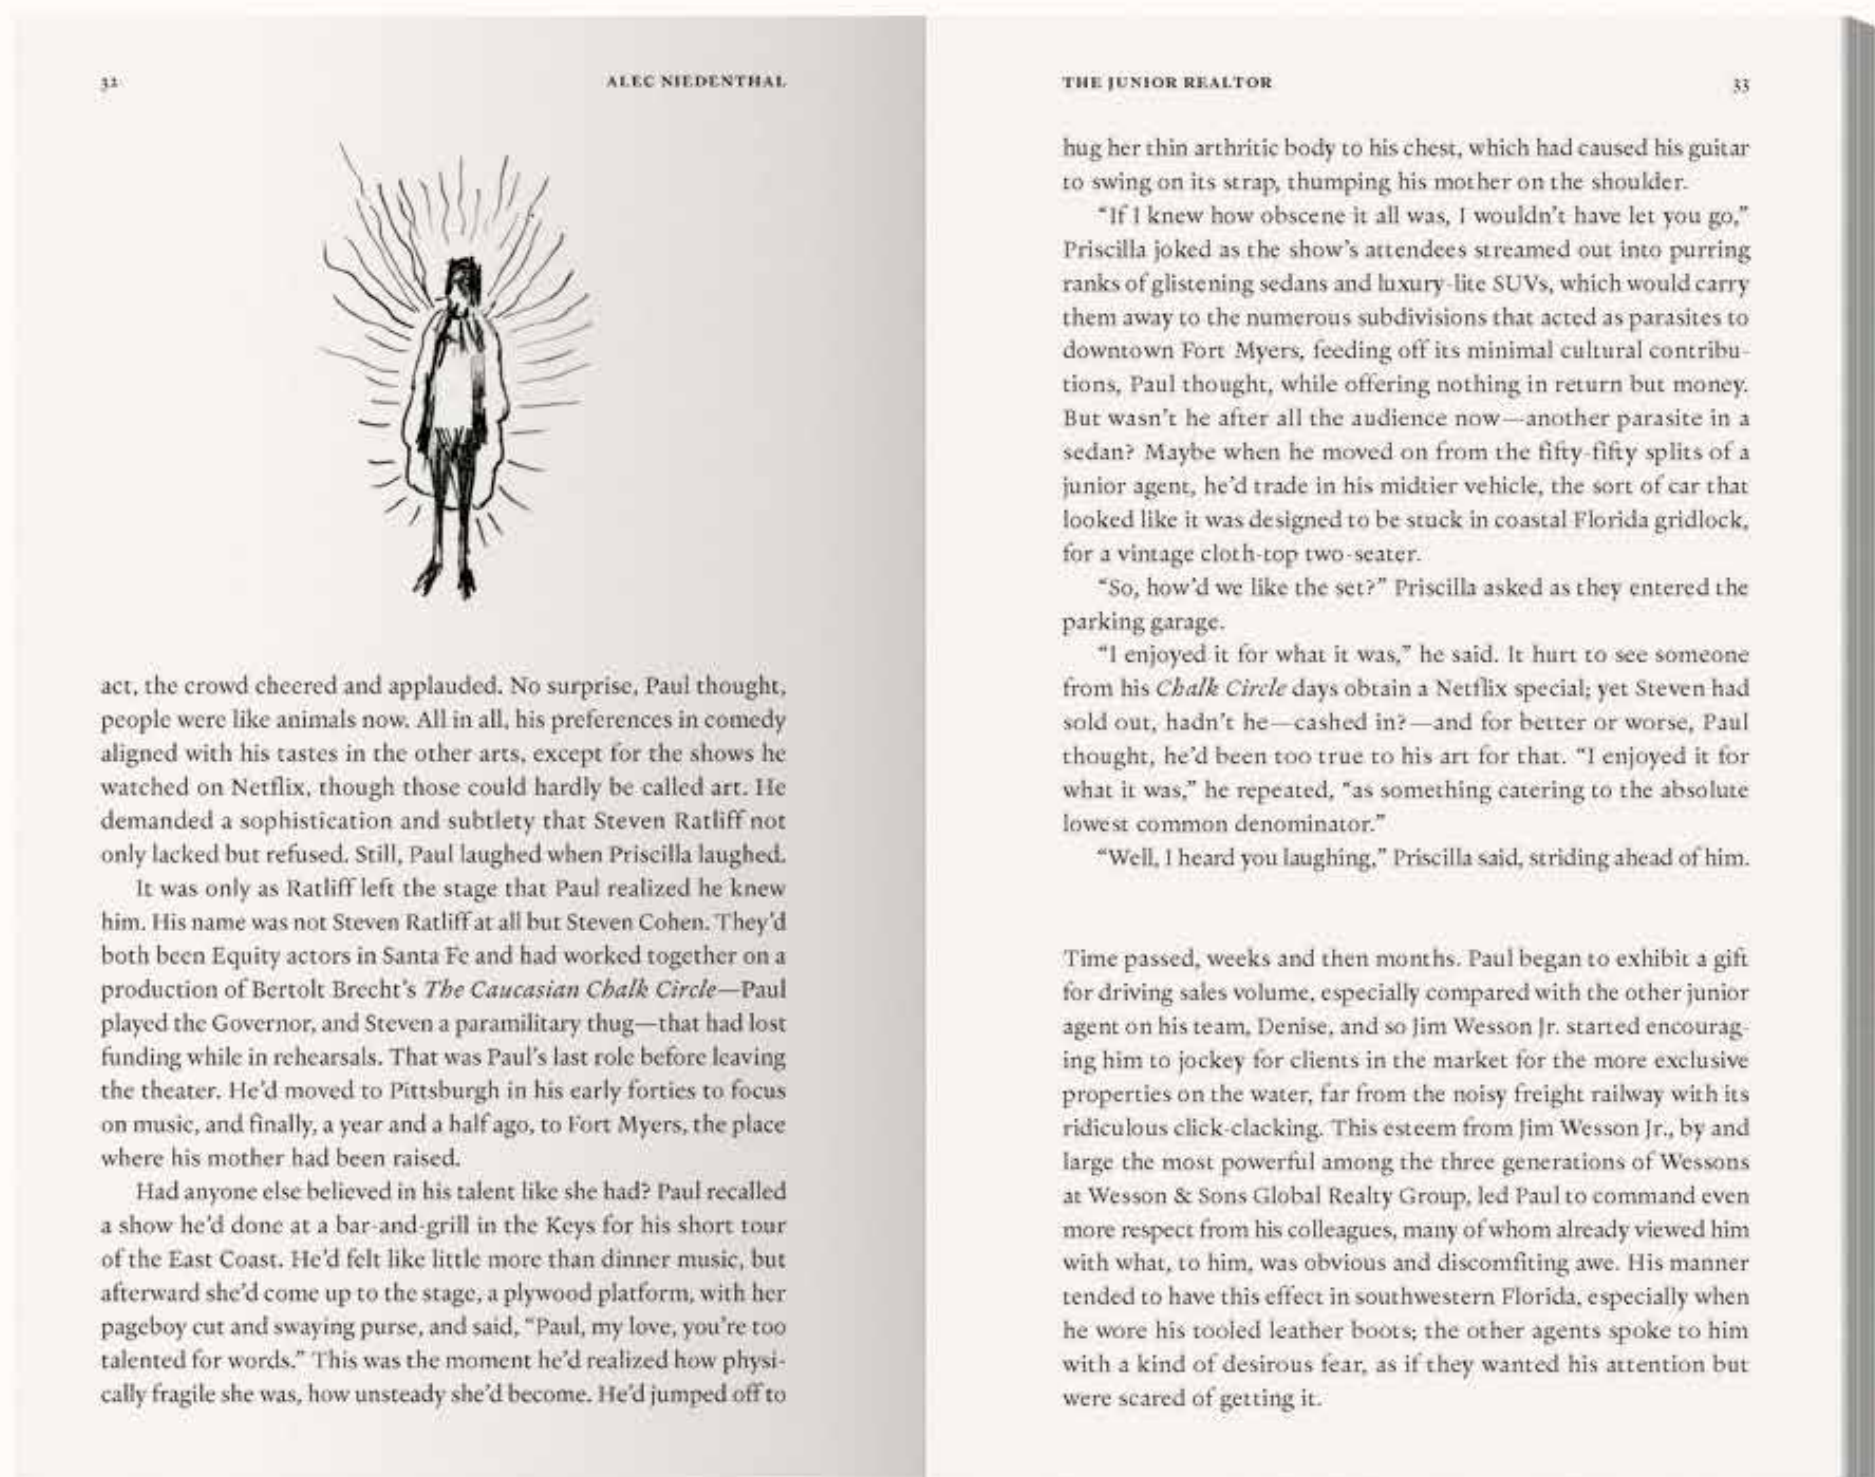 32
ALEC NIEDENTHAL
act, the crowd cheered and applauded. No surprise, Paul thought,
people were like animals now. All in all, his preferences in comedy
aligned with his tastes in the other arts, except for the shows he
watched on Netflix, though those could hardly be called art. He
demanded a sophistication and subtlety that Steven Ratliff not
only lacked but refused. Still, Paul laughed when Priscilla laughed.
It was only as Ratliff left the stage that Paul realized he knew
him. His name was not Steven Ratliff at all but Steven Cohen. They’d
both been Equity actors in Santa Fe and had worked together on a
production of Bertolt Brecht’s The Caucasian Chalk Circle—Paul
played the Governor, and Steven a paramilitary thug—that had lost
funding while in rehearsals. That was Paul’s last role before leaving
the theater. He’d moved to Pittsburgh in his early forties to focus
on music, and finally, a year and a half ago, to Fort Myers, the place
where his mother had been raised.
Had anyone else believed in his talent like she had? Paul recalled
a show he’d done at a bar-and-grill in the Keys for his short tour
of the East Coast. He’d felt like little more than dinner music, but
afterward she’d come up to the stage, a plywood platform, with her
pageboy cut and swaying purse, and said, “Paul, my love, you’re too
talented for words.” This was the moment he’d realized how physi-
cally fragile she was, how unsteady she’d become. He’d jumped off to
THE JUNIOR REALTOR
33
hug her thin arthritic body to his chest, which had caused his guitar
to swing on its strap, thumping his mother on the shoulder.
“If I knew how obscene it all was, I wouldn’t have let you go,”
Priscilla joked as the show’s attendees streamed out into purring
ranks of glistening sedans and luxury-lite SUVs, which would carry
them away to the numerous subdivisions that acted as parasites to
downtown Fort Myers, feeding off its minimal cultural contribu-
tions, Paul thought, while offering nothing in return but money.
But wasn’t he after all the audience now—another parasite in a
sedan? Maybe when he moved on from the fifty-fifty splits of a
junior agent, he’d trade in his midtier vehicle, the sort of car that
looked like it was designed to be stuck in coastal Florida gridlock,
for a vintage cloth-top two-seater.
“So, how’d we like the set?” Priscilla asked as they entered the
parking garage.
“I enjoyed it for what it was,” he said. It hurt to see someone
from his Chalk Circle days obtain a Netflix special; yet Steven had
sold out, hadn’t he—cashed in?—and for better or worse, Paul
thought, he’d been too true to his art for that. “I enjoyed it for
what it was,” he repeated, “as something catering to the absolute
lowest common denominator.”
“Well, I heard you laughing,” Priscilla said, striding ahead of him.
Time passed, weeks and then months. Paul began to exhibit a gift
for driving sales volume, especially compared with the other junior
agent on his team, Denise, and so Jim Wesson Jr. started encourag-
ing him to jockey for clients in the market for the more exclusive
properties on the water, far from the noisy freight railway with its
ridiculous click-clacking. This esteem from Jim Wesson Jr., by and
large the most powerful among the three generations of Wessons
at Wesson & Sons Global Realty Group, led Paul to command even
more respect from his colleagues, many of whom already viewed him
with what, to him, was obvious and discomfiting awe. His manner
tended to have this effect in southwestern Florida, especially when
he wore his tooled leather boots; the other agents spoke to him
with a kind of desirous fear, as if they wanted his attention but
were scared of getting it.